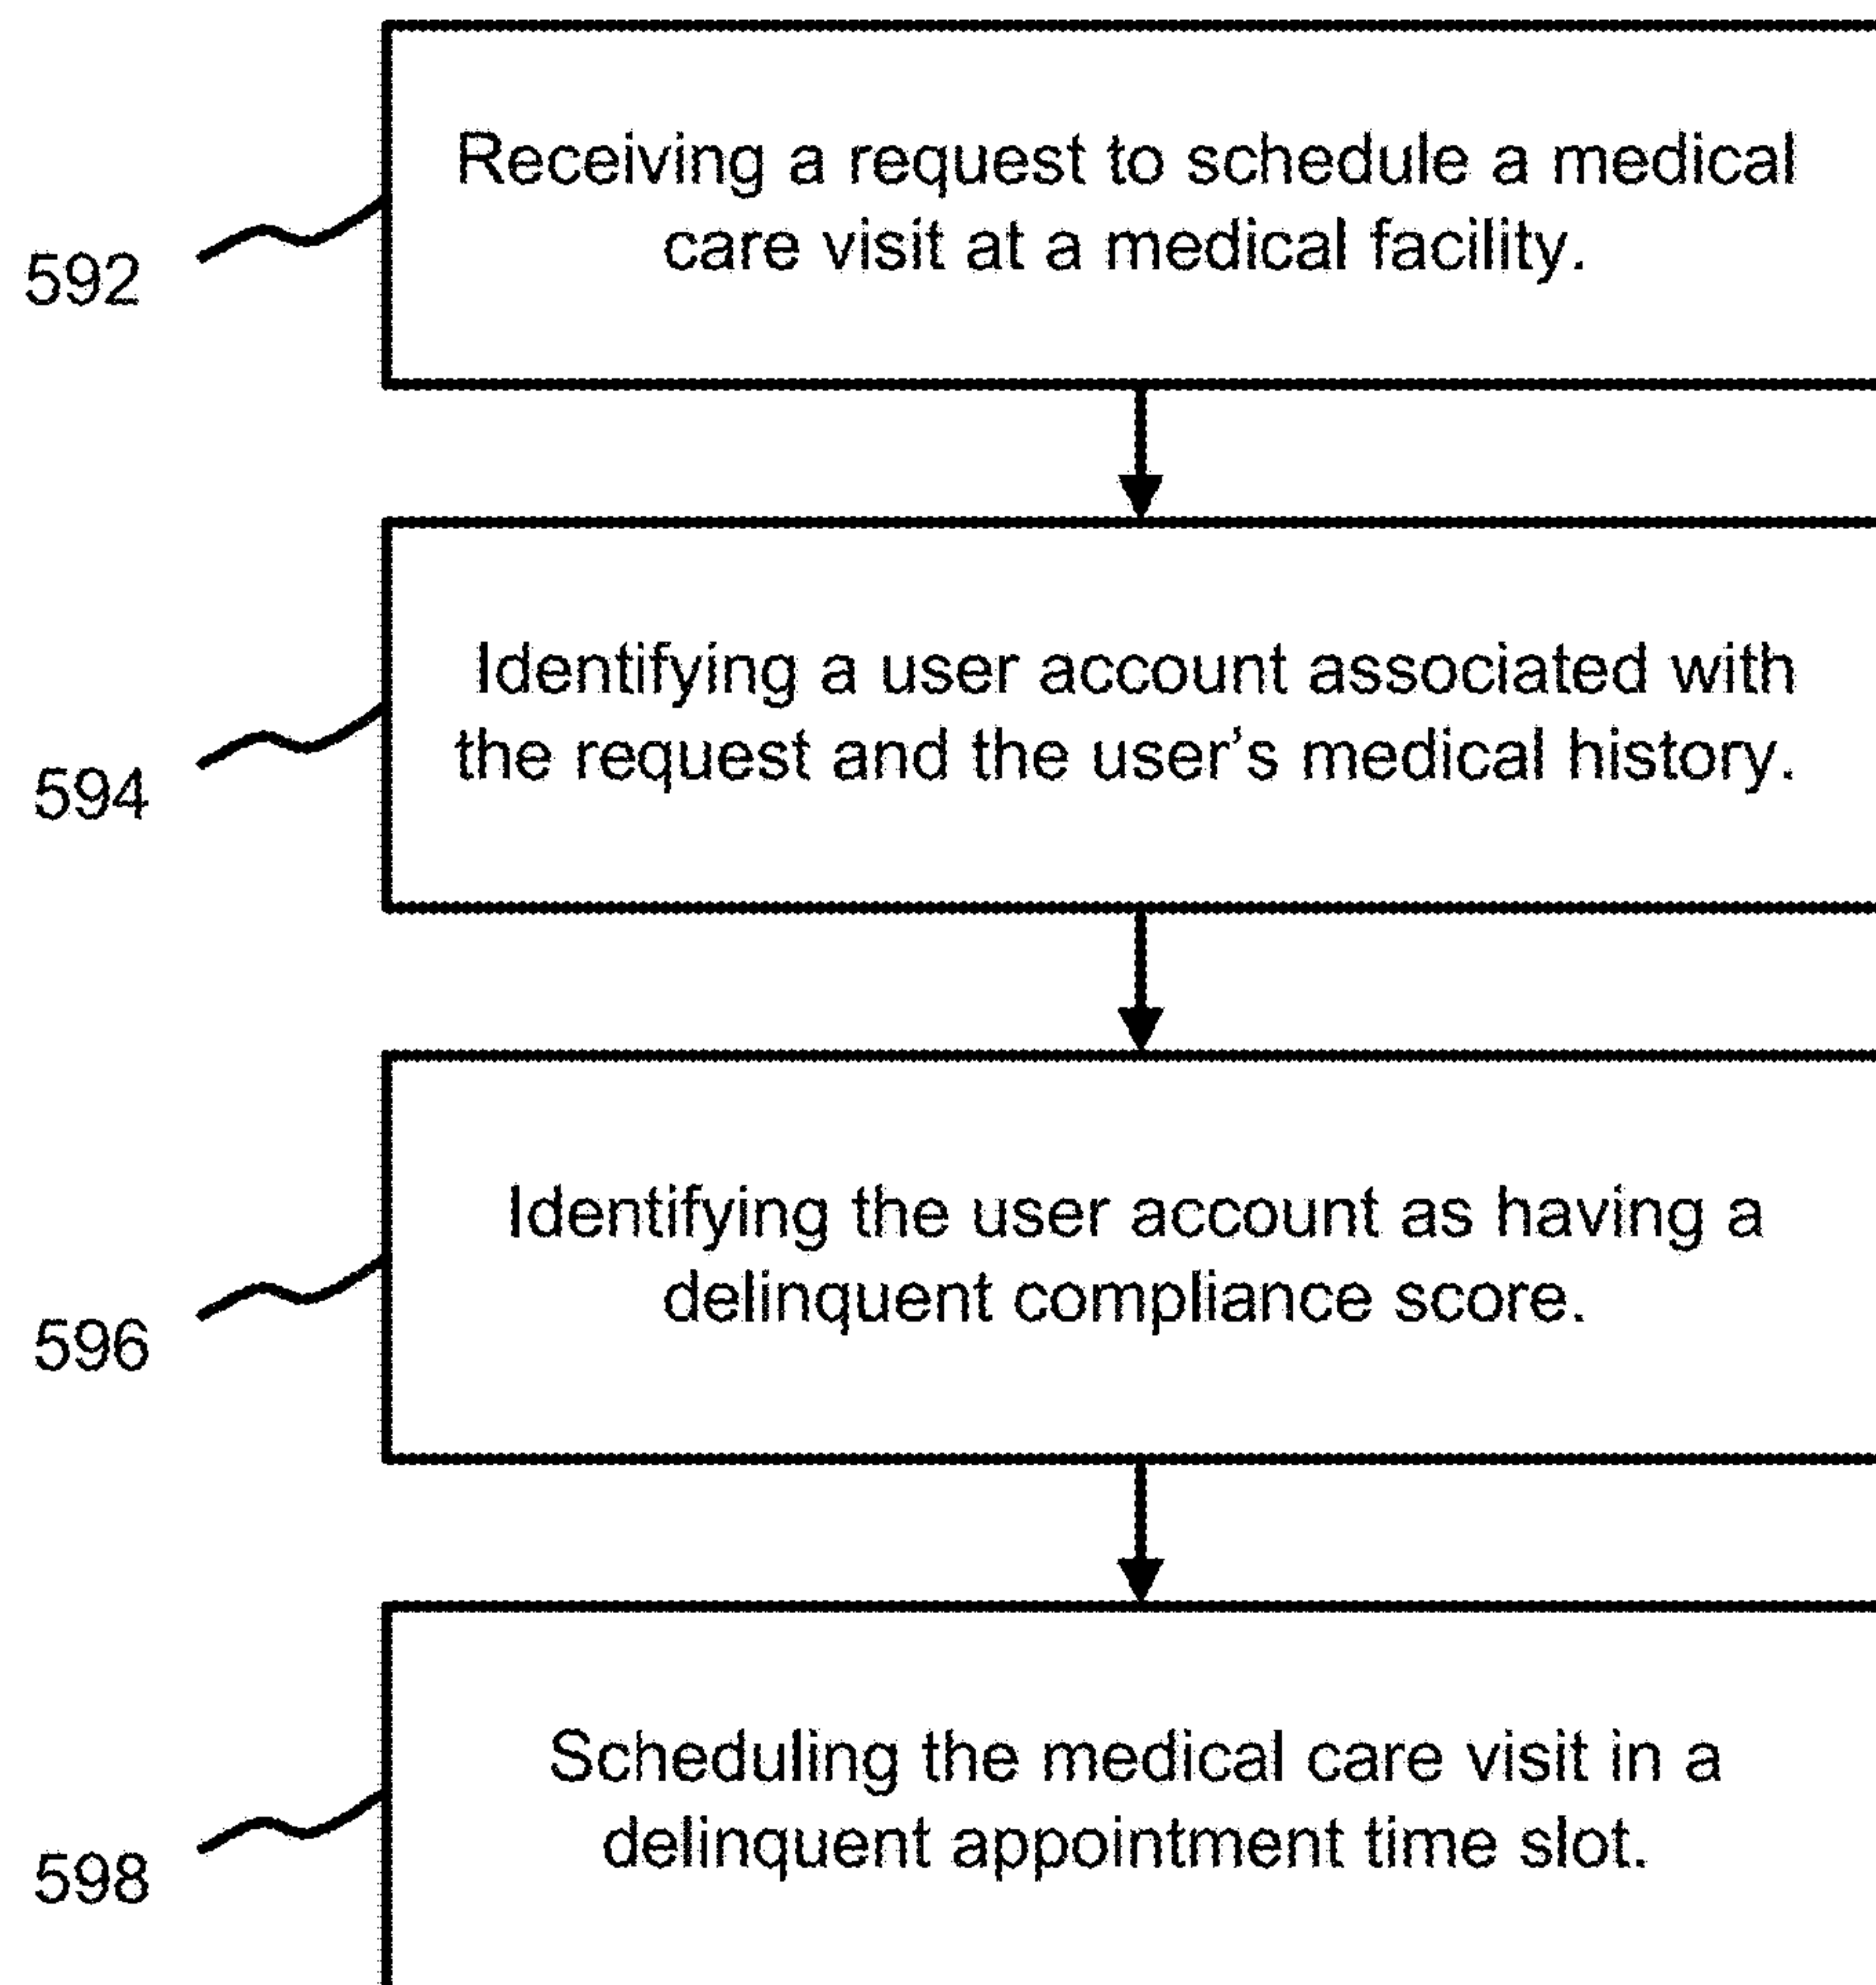 Receiving a request to schedule a medical
care visit at a medical facility.
592
Identifying a user account associated with
the request and the user's medical history.
594
Identifying the user account as having a
delinquent compliance score.
596
Scheduling the medical care visit in a
delinquent appointment time slot.
598